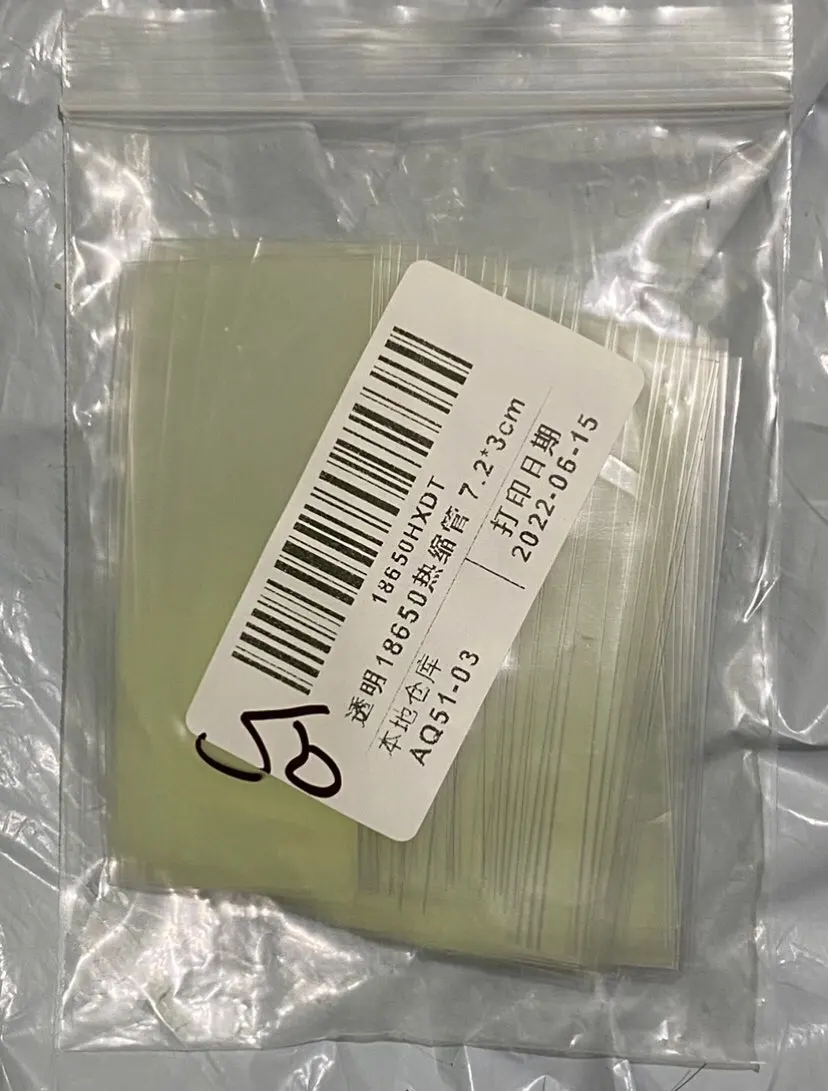 18650HXDT
透明18650热缩管 7.2*3cm
本地仓库
AQ51-03
打印日期
2022-06-15